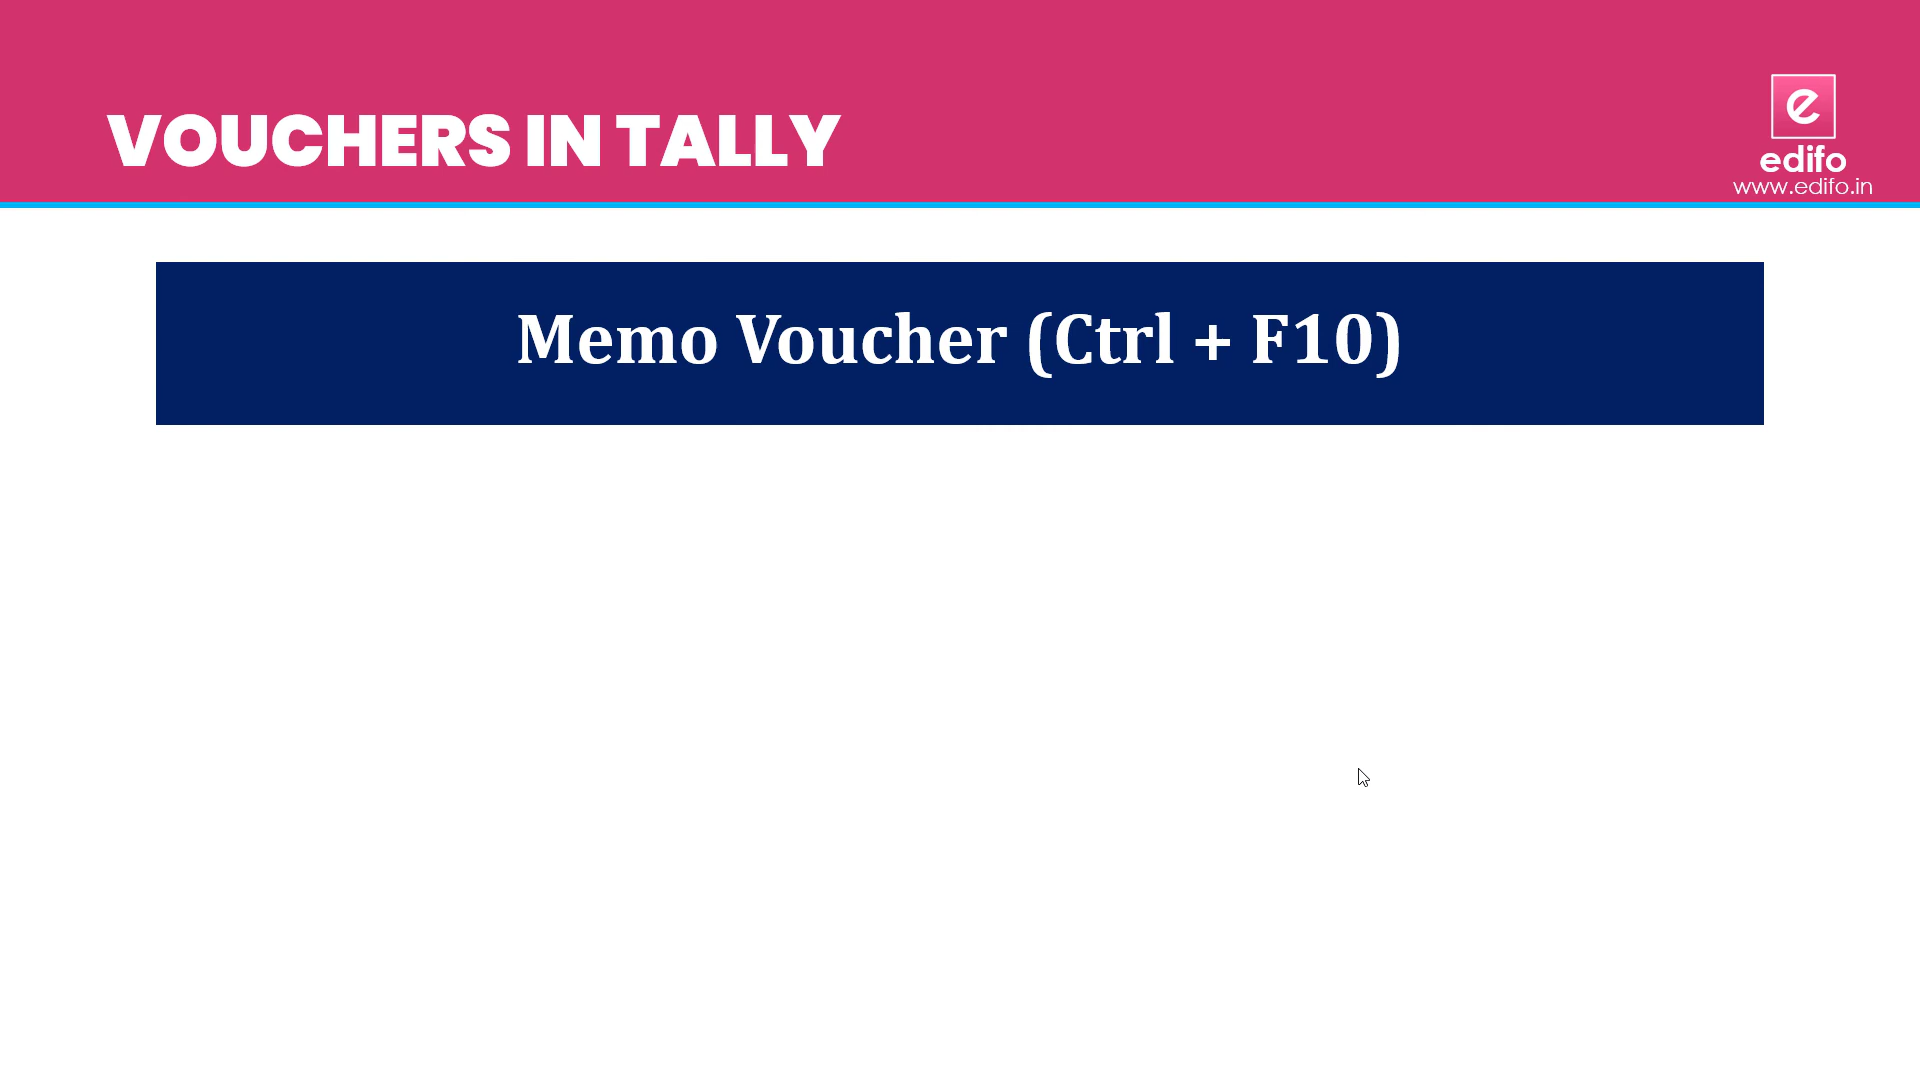 VOUCHERS IN TALLY
e
edifo
www.edifo.in
Memo Voucher (Ctrl + F10)